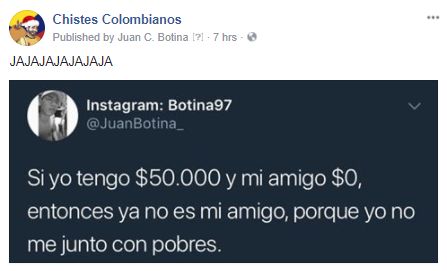 Chistes Colombianos
Published by Juan C. Botina [?] · 7 hrs ·
JAJAJAJAJAJAJA
Instagram: Botina97
@JuanBotina_
Si yo tengo $50.000 y mi amigo $0,
entonces ya no es mi amigo, porque yo no
me junto con pobres.